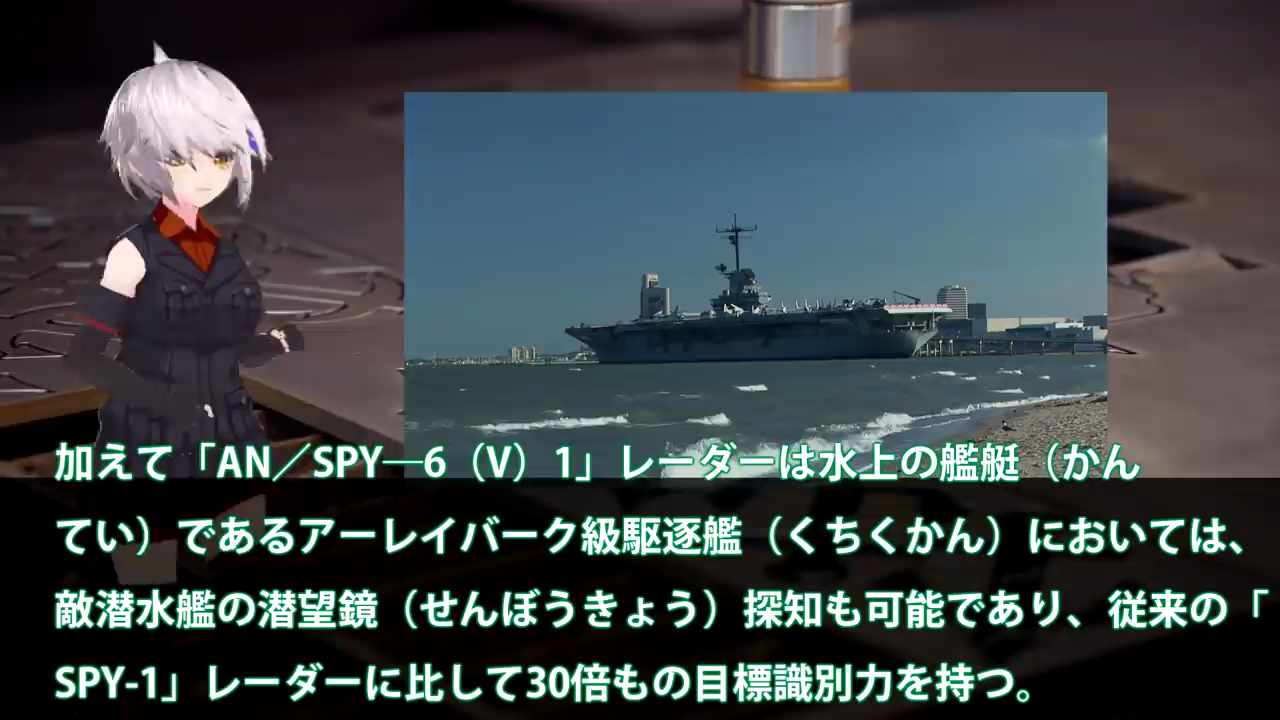 加えて「AN／SPY―6（V）1」レーダーは水上の艦艇（かん
てい）であるアーレイバーク級駆逐艦（くちくかん）においては、
敵潜水艦の潜望鏡（せんぼうきょう）探知も可能であり、従来の「
SPY-1」レーダーに比して30倍もの目標識別力を持つ。